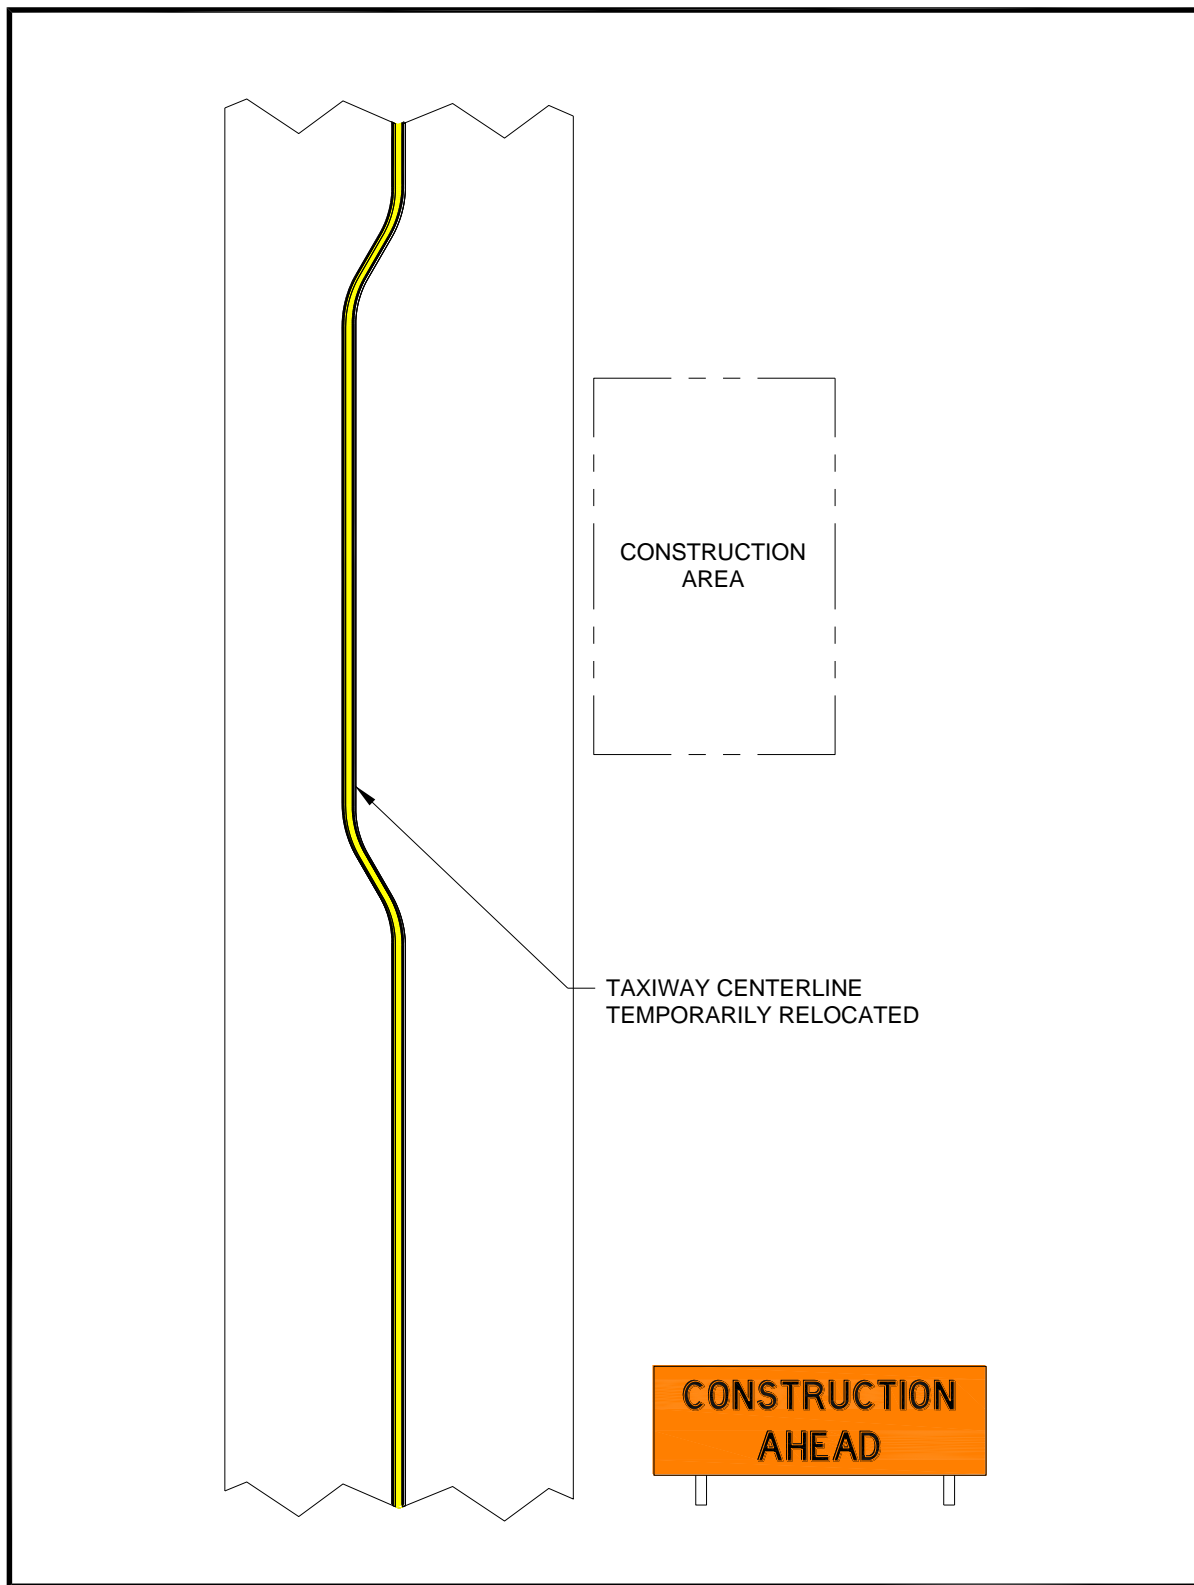 CONSTRUCTION
AREA
TAXIWAY CENTERLINE
TEMPORARILY RELOCATED
CONSTRUCTION
AHEAD